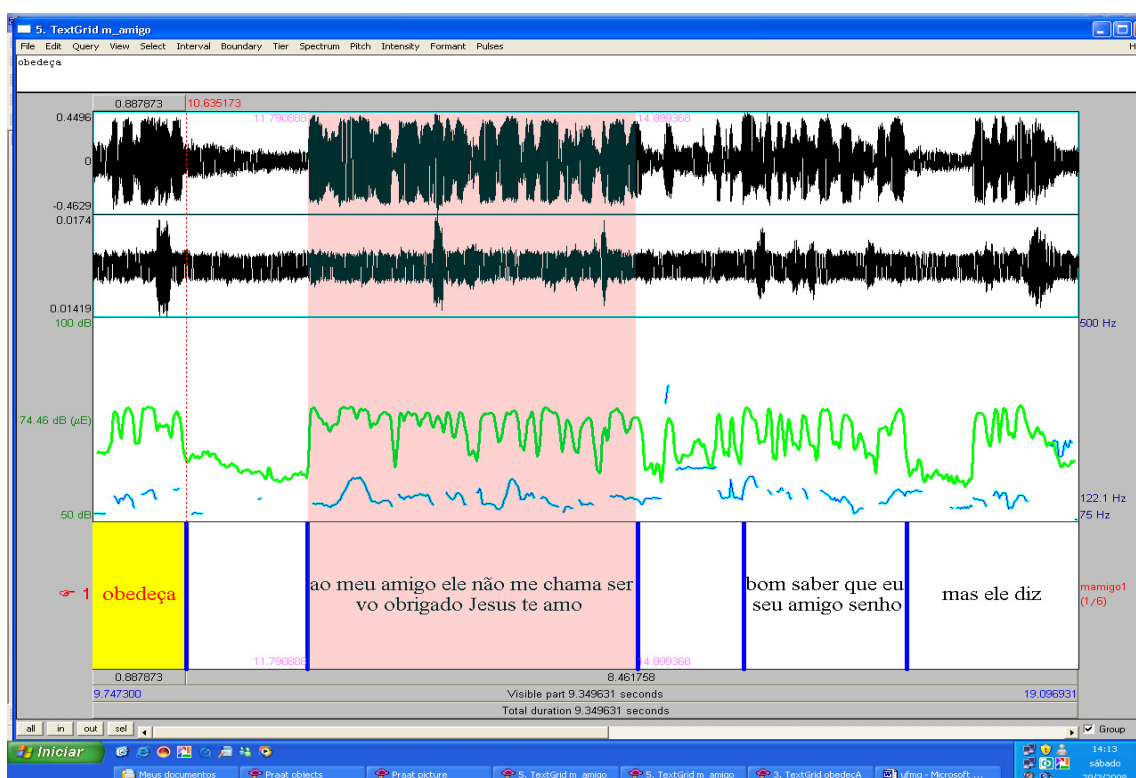 5. TextGrid m_amigo
File Edit Query View Select Interval Boundary Tier Spectrum Pitch Intensity Formant Pulses
obedeça
0.887873 10.635173
0.4496 11.790888 14.899368
0
-0.4629
0.0174
0.01419
100 dB 500 Hz
74.46 dB (µE)
122.1 Hz
50 dB 75 Hz
ao meu amigo ele não me chama ser bom saber que eu
1 obedeça vo obrigado Jesus te amo seu amigo senho mas ele diz mamigo1
(1/6)
11.790888 14.899368
0.887873 8.461758
9.747300 Visible part 9.349631 seconds 19.096931
Total duration 9.349631 seconds
all in out sel Group
Iniciar 14:13
sábado
Meus documentos Praat objects Praat picture 5. TextGrid m_amigo 5. TextGrid m_amigo 3. TextGrid obedecA ufmg - Microsoft ... 29/3/2008